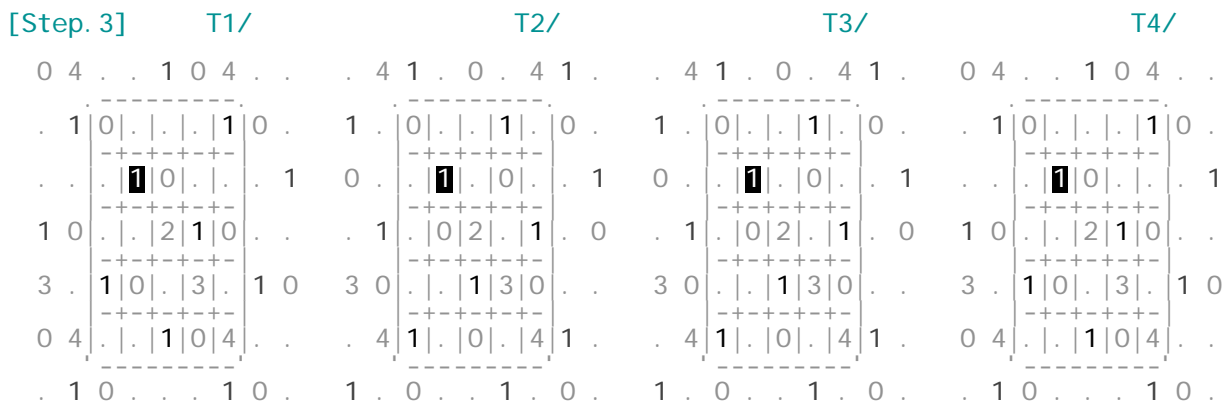 [Step.3] T1/ T2/ T3/ T4/
0 4 . . 1 0 4 . . . 4 1 . 0 . 4 1 . . 4 1 . 0 . 4 1 . 0 4 . . 1 0 4 . .
.---------. .---------. .---------. .---------.
. 1|0|.|.|.|1|0 . 1 .|0|.|.|1|.|0 . 1 .|0|.|.|1|.|0 . . 1|0|.|.|.|1|0 .
|-+-+-+-+-| |-+-+-+-+-| |-+-+-+-+-| |-+-+-+-+-|
. .|.|1|0|.|.|. 1 0 .|.|1|.|0|.|. 1 0 .|.|1|.|0|.|. 1 . .|.|1|0|.|.|. 1
|-+-+-+-+-| |-+-+-+-+-| |-+-+-+-+-| |-+-+-+-+-|
1 0|.|.|2|1|0|. . . 1|.|0|2|.|1|. 0 . 1|.|0|2|.|1|. 0 1 0|.|.|2|1|0|. .
|-+-+-+-+-| |-+-+-+-+-| |-+-+-+-+-| |-+-+-+-+-|
3 .|1|0|.|3|.|1 0 3 0|.|.|1|3|0|. . 3 0|.|.|1|3|0|. . 3 .|1|0|.|3|.|1 0
|-+-+-+-+-| |-+-+-+-+-| |-+-+-+-+-| |-+-+-+-+-|
0 4|.|.|1|0|4|. . . 4|1|.|0|.|4|1 . . 4|1|.|0|.|4|1 . 0 4|.|.|1|0|4|. .
'---------' '---------' '---------' '---------'
. 1 0 . . . 1 0 . 1 . 0 . . 1 . 0 . 1 . 0 . . 1 . 0 . . 1 0 . . . 1 0 .